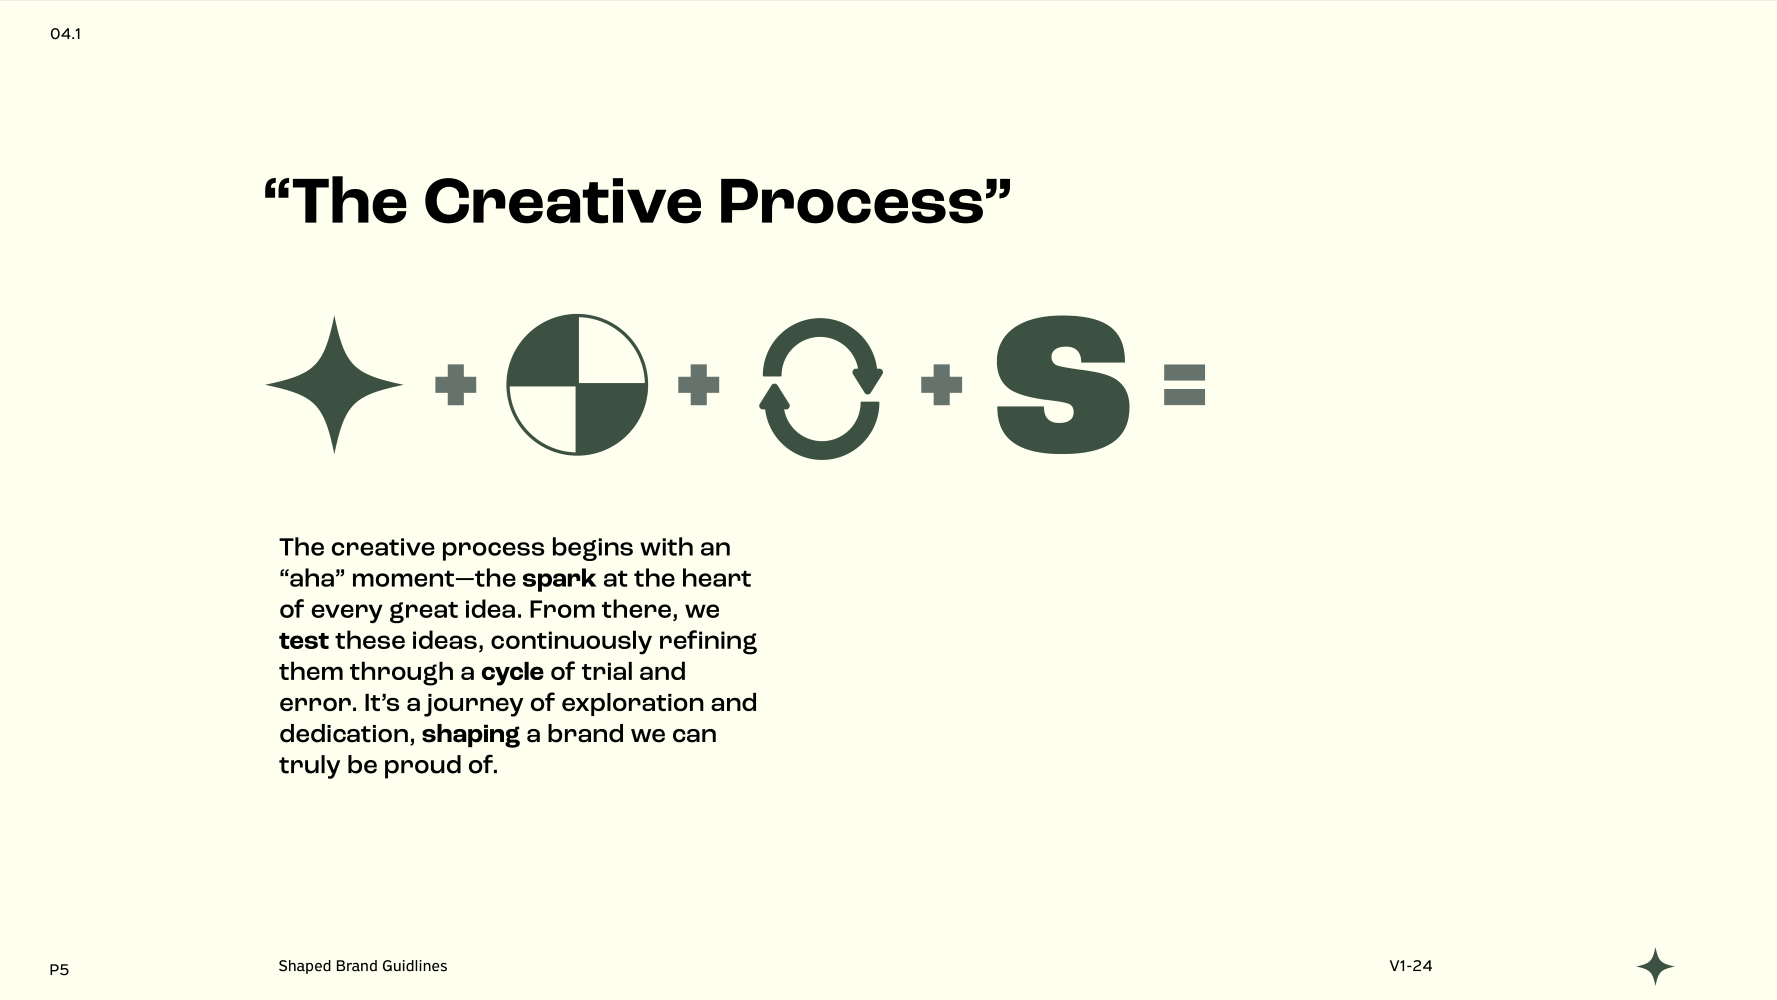 04.1
“The Creative Process”
+ + + S =
The creative process begins with an
“aha” moment—the spark at the heart
of every great idea. From there, we
test these ideas, continuously refining
them through a cycle of trial and
error. It’s a journey of exploration and
dedication, shaping a brand we can
truly be proud of.
P5
Shaped Brand Guidlines
V1-24